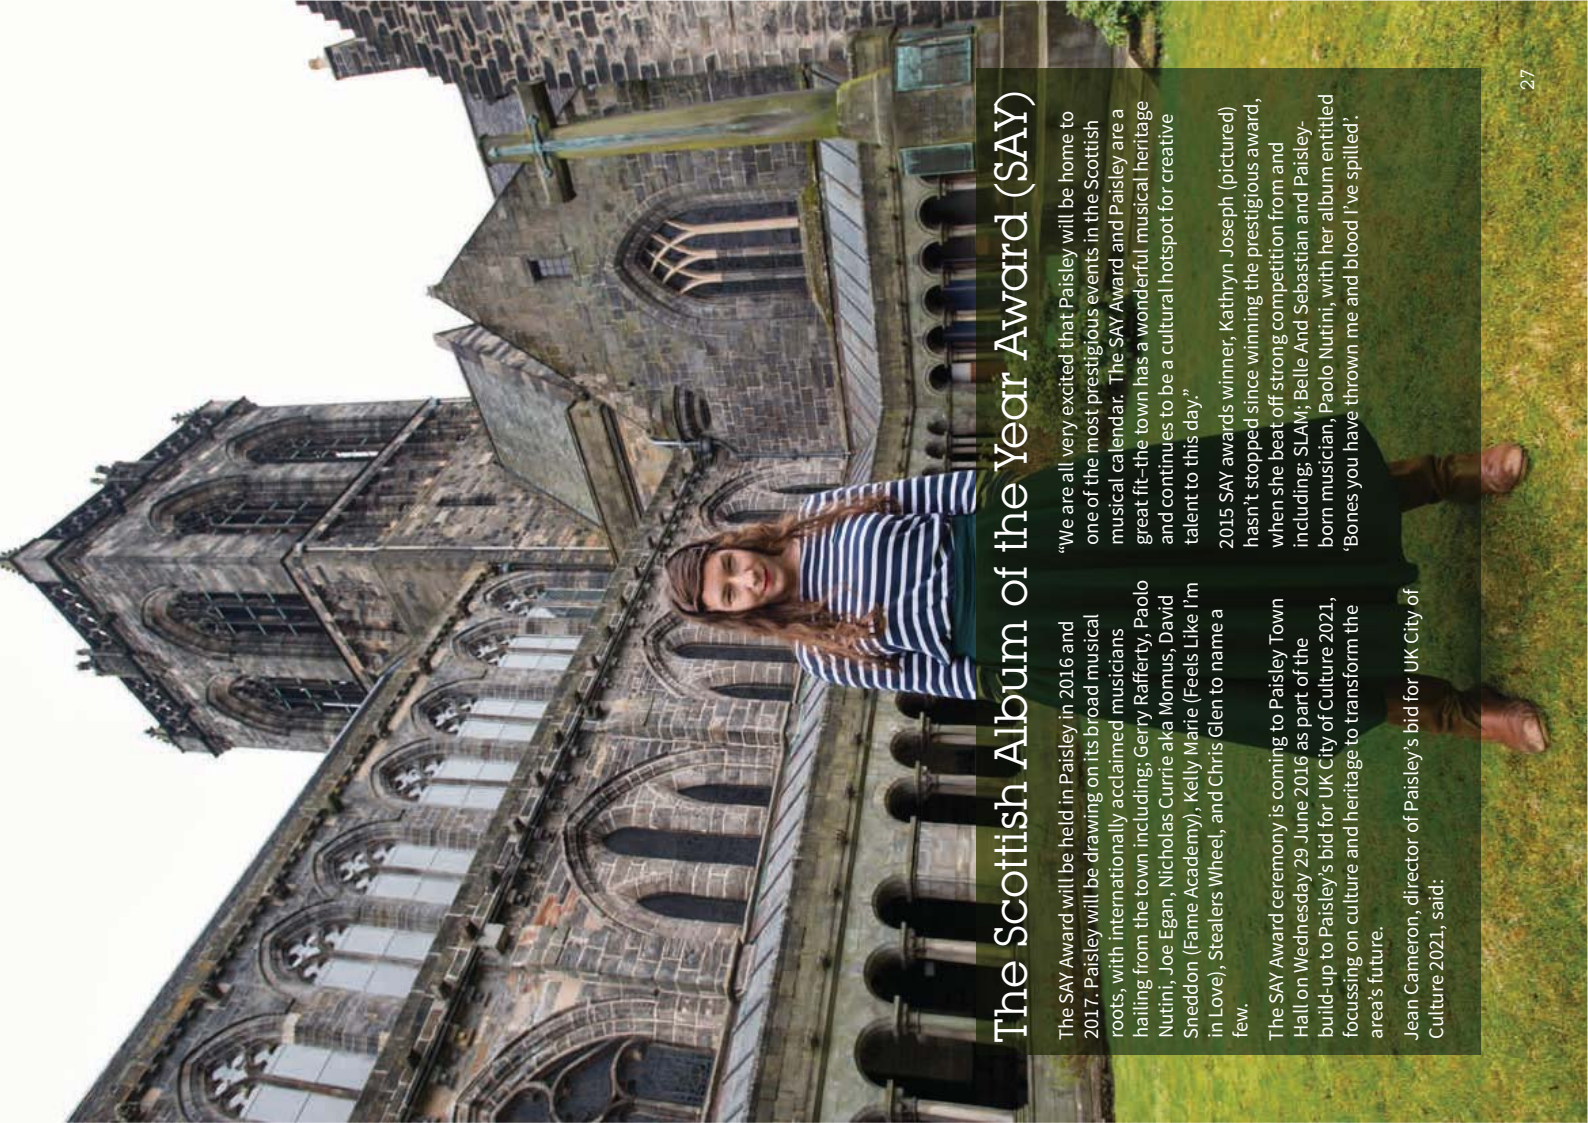 The Scottish Album of the Year Award (SAY)
The SAY Award will be held in Paisley in 2016 and
2017. Paisley will be drawing on its broad musical
roots, with internationally acclaimed musicians
hailing from the town including; Gerry Rafferty, Paolo
Nutini, Joe Egan, Nicholas Currie aka Momus, David
Sneddon (Fame Academy), Kelly Marie (Feels Like I’m
in Love), Stealers Wheel, and Chris Glen to name a
few.
The SAY Award ceremony is coming to Paisley Town
Hall on Wednesday 29 June 2016 as part of the
build-up to Paisley’s bid for UK City of Culture 2021,
focussing on culture and heritage to transform the
area’s future.
Jean Cameron, director of Paisley’s bid for UK City of
Culture 2021, said:
“We are all very excited that Paisley will be home to
one of the most prestigious events in the Scottish
musical calendar. The SAY Award and Paisley are a
great fit–the town has a wonderful musical heritage
and continues to be a cultural hotspot for creative
talent to this day.”
2015 SAY awards winner, Kathryn Joseph (pictured)
hasn’t stopped since winning the prestigious award,
when she beat off strong competition from and
including; SLAM; Belle And Sebastian and Paisley-
born musician, Paolo Nutini, with her album entitled
‘Bones you have thrown me and blood I’ve spilled’.
27